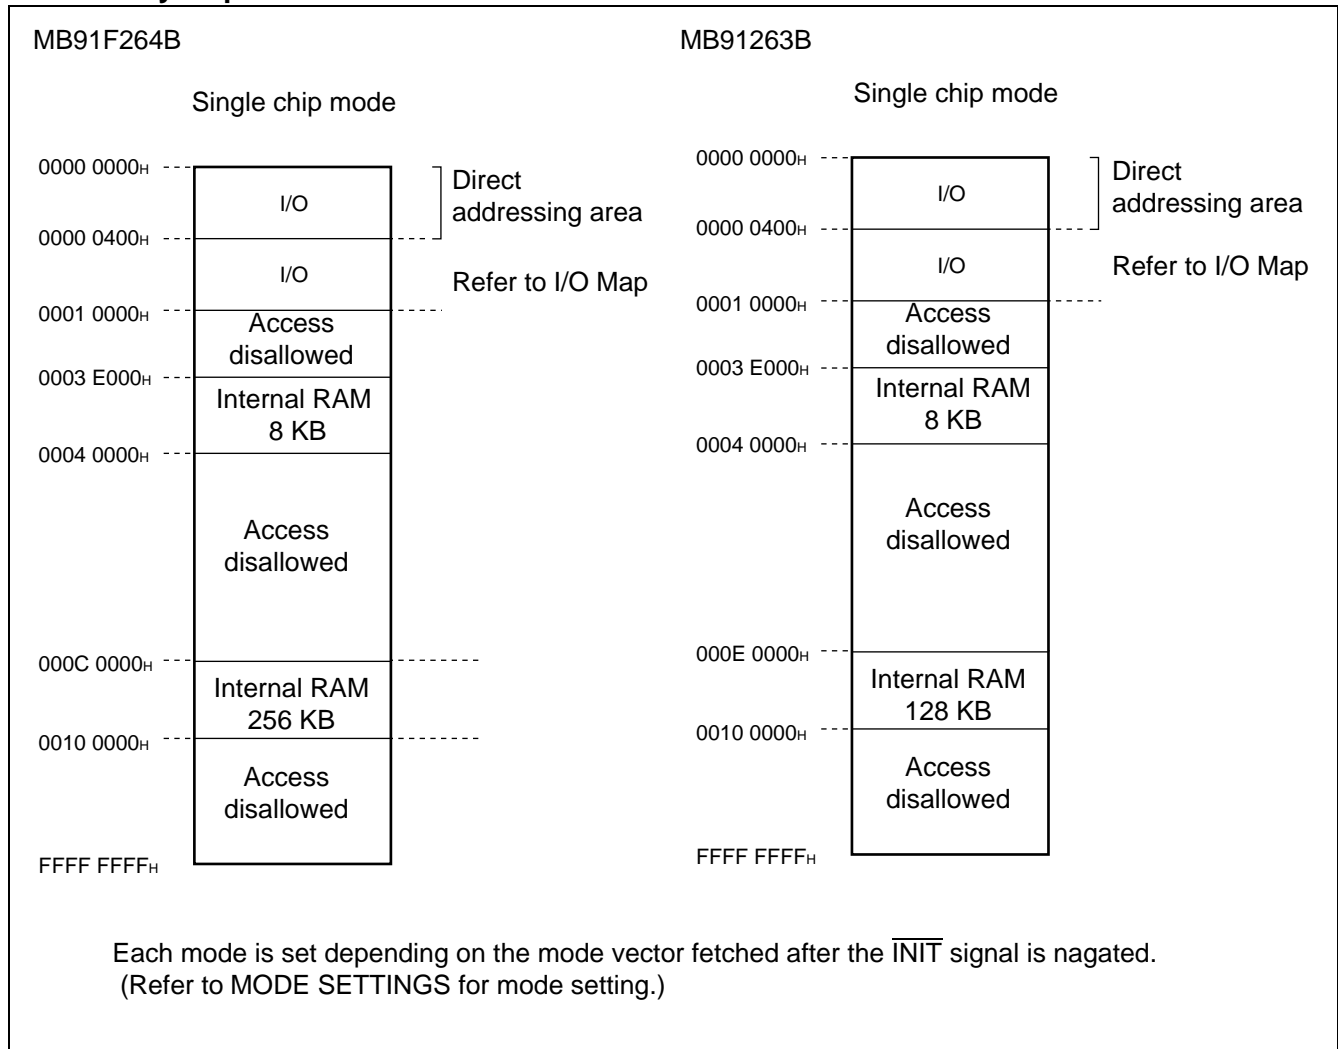 MB91F264B
Single chip mode
0000 0000H
I/O
Direct
addressing area
0000 0400H
I/O
Refer to I/O Map
0001 0000H
Access
disallowed
0003 E000H
Internal RAM
8 KB
0004 0000H
Access
disallowed
000C 0000H
Internal RAM
256 KB
0010 0000H
Access
disallowed
FFFF FFFFH
MB91263B
Single chip mode
0000 0000H
I/O
Direct
addressing area
0000 0400H
I/O
Refer to I/O Map
0001 0000H
Access
disallowed
0003 E000H
Internal RAM
8 KB
0004 0000H
Access
disallowed
000E 0000H
Internal RAM
128 KB
0010 0000H
Access
disallowed
FFFF FFFFH
Each mode is set depending on the mode vector fetched after the INIT signal is nagated.
(Refer to MODE SETTINGS for mode setting.)